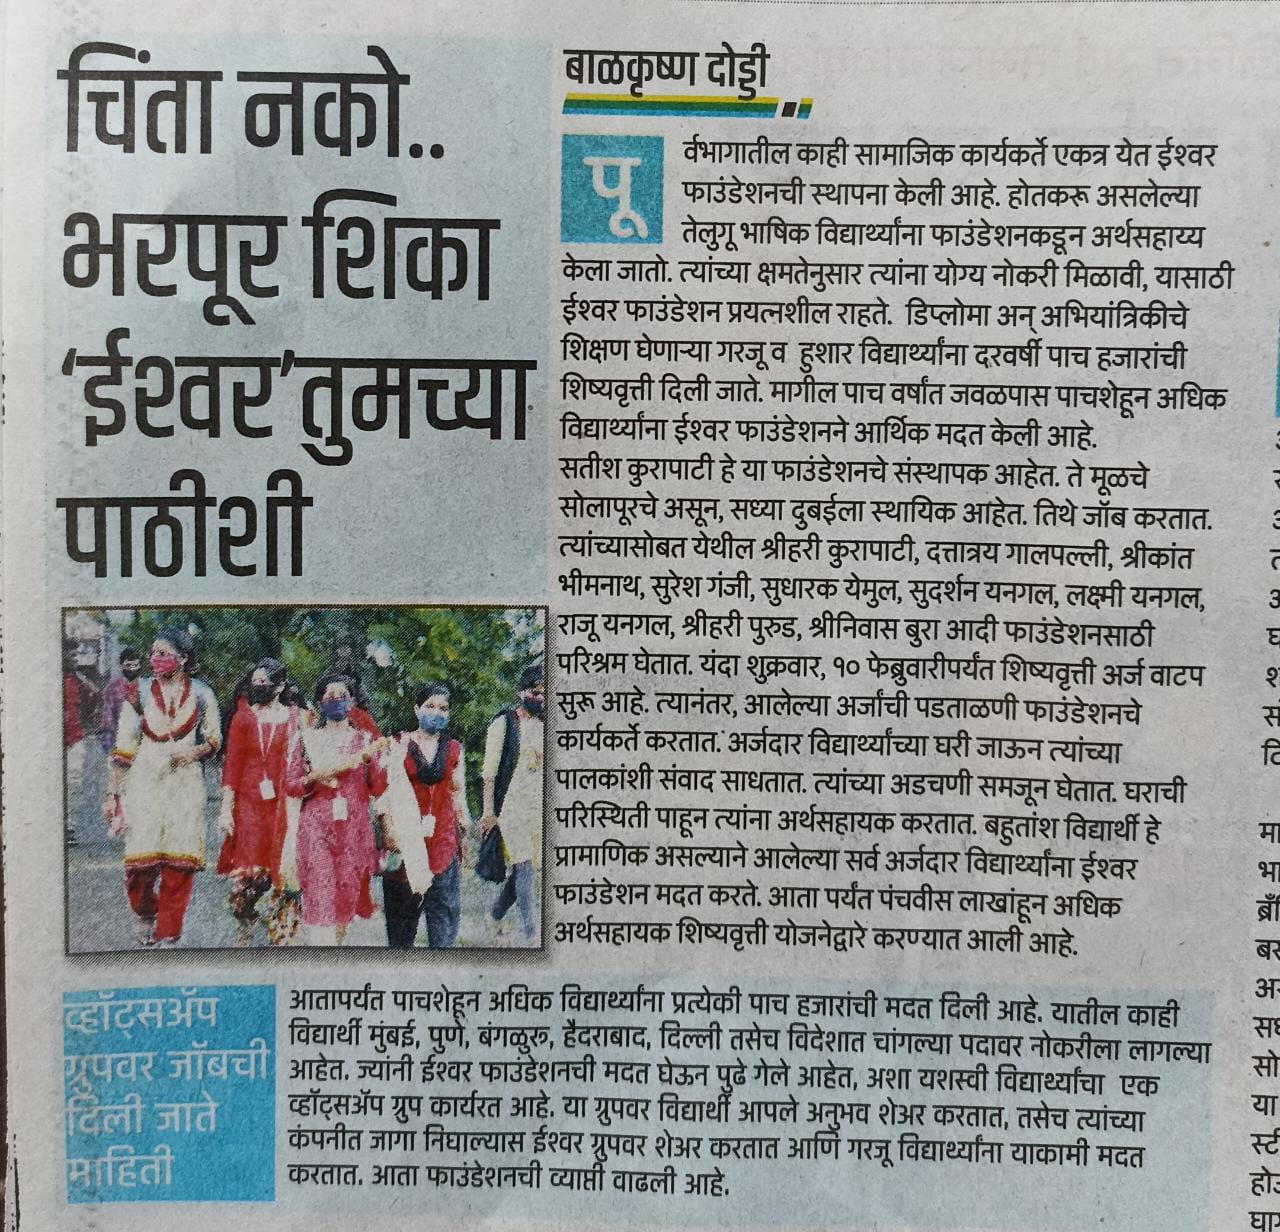 चिंता नको..
भरपूर शिका
'ईश्वर'तुमच्या
पाठीशी
बाळकृष्ण दोड्डी
पूर्वभागातील काही सामाजिक कार्यकर्ते एकत्र येत ईश्वर
फाउंडेशनची स्थापना केली आहे. होतकरू असलेल्या
तेलुगू भाषिक विद्यार्थ्यांना फाउंडेशनकडून अर्थसहाय्य
केला जातो. त्यांच्या क्षमतेनुसार त्यांना योग्य नोकरी मिळावी, यासाठी
ईश्वर फाउंडेशन प्रयत्नशील राहते. डिप्लोमा अन् अभियांत्रिकीचे
शिक्षण घेणाऱ्या गरजू व हुशार विद्यार्थ्यांना दरवर्षी पाच हजारांची
शिष्यवृत्ती दिली जाते. मागील पाच वर्षांत जवळपास पाचशेहून अधिक
विद्यार्थ्यांना ईश्वर फाउंडेशनने आर्थिक मदत केली आहे.
सतीश कुरापाटी हे या फाउंडेशनचे संस्थापक आहेत. ते मूळचे
सोलापूरचे असून, सध्या दुबईला स्थायिक आहेत. तिथे जॉब करतात.
त्यांच्यासोबत येथील श्रीहरी कुरापाटी, दत्तात्रय गालपल्ली, श्रीकांत
भीमनाथ, सुरेश गंजी, सुधारक येमुल, सुदर्शन यनगल, लक्ष्मी यनगल,
राजू यनगल, श्रीहरी पुरुड, श्रीनिवास बुरा आदी फाउंडेशनसाठी
परिश्रम घेतात. यंदा शुक्रवार, १० फेब्रुवारीपर्यंत शिष्यवृत्ती अर्ज वाटप
सुरू आहे. त्यानंतर, आलेल्या अर्जांची पडताळणी फाउंडेशनचे
कार्यकर्ते करतात. अर्जदार विद्यार्थ्यांच्या घरी जाऊन त्यांच्या
पालकांशी संवाद साधतात. त्यांच्या अडचणी समजून घेतात. घराची
परिस्थिती पाहून त्यांना अर्थसहायक करतात. बहुतांश विद्यार्थी हे
प्रामाणिक असल्याने आलेल्या सर्व अर्जदार विद्यार्थ्यांना ईश्वर
फाउंडेशन मदत करते. आता पर्यंत पंचवीस लाखांहून अधिक
अर्थसहायक शिष्यवृत्ती योजनेद्वारे करण्यात आली आहे.
व्हॉट्सॲप
ग्रुपवर जॉबची
दिली जाते
माहिती
आतापर्यंत पाचशेहून अधिक विद्यार्थ्यांना प्रत्येकी पाच हजारांची मदत दिली आहे. यातील काही
विद्यार्थी मुंबई, पुणे, बंगळुरु, हैदराबाद, दिल्ली तसेच विदेशात चांगल्या पदावर नोकरीला लागल्या
आहेत. ज्यांनी ईश्वर फाउंडेशनची मदत घेऊन पुढे गेले आहेत, अशा यशस्वी विद्यार्थ्यांचा एक
व्हॉट्सॲप ग्रुप कार्यरत आहे. या ग्रुपवर विद्यार्थी आपले अनुभव शेअर करतात, तसेच त्यांच्या
कंपनीत जागा निघाल्यास ईश्वर ग्रुपवर शेअर करतात आणि गरजू विद्यार्थ्यांना याकामी मदत
करतात. आता फाउंडेशनची व्याप्ती वाढली आहे.